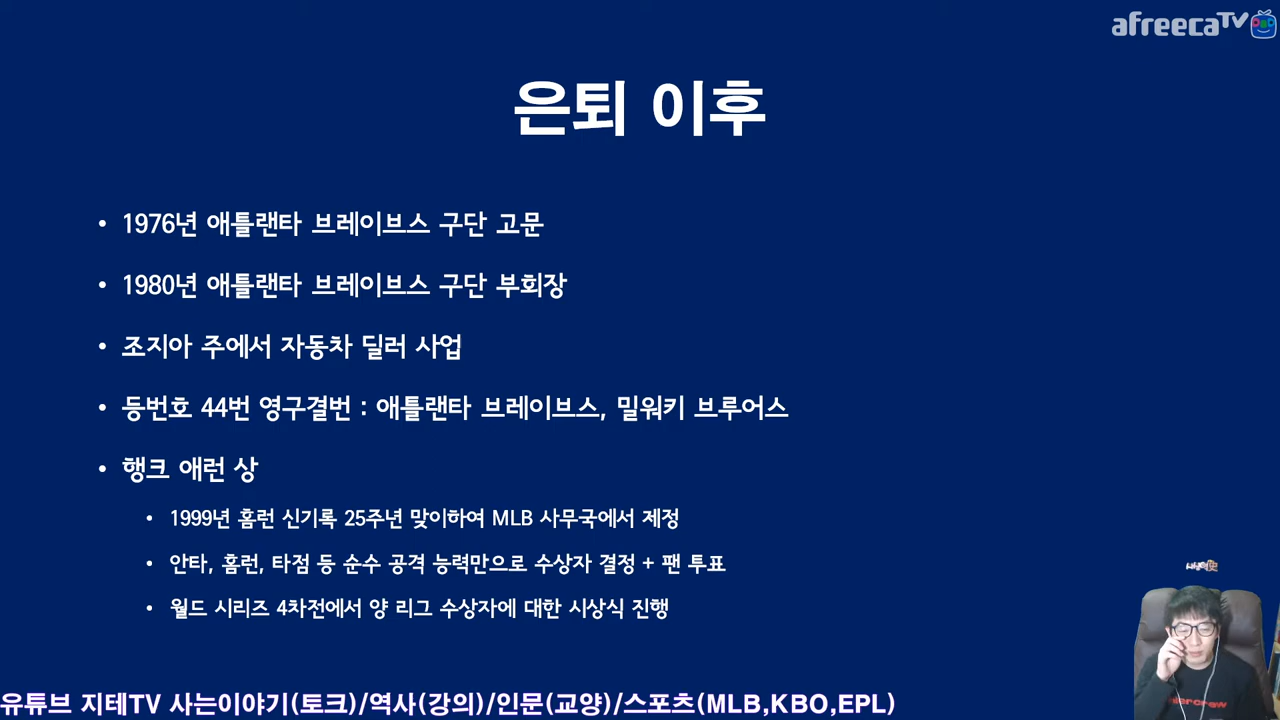 afreecaTV
은퇴 이후
• 1976년 애틀랜타 브레이브스 구단 고문
• 1980년 애틀랜타 브레이브스 구단 부회장
• 조지아 주에서 자동차 딜러 사업
• 등번호 44번 영구결번 : 애틀랜타 브레이브스, 밀워키 브루어스
• 행크 애런 상
• 1999년 홈런 신기록 25주년 맞이하여 MLB 사무국에서 제정
• 안타, 홈런, 타점 등 순수 공격 능력만으로 수상자 결정 + 팬 투표
• 월드 시리즈 4차전에서 양 리그 수상자에 대한 시상식 진행
유튜브 지테TV 사는이야기(토크)/역사(강의)/인문(교양)/스포츠(MLB,KBO,EPL)